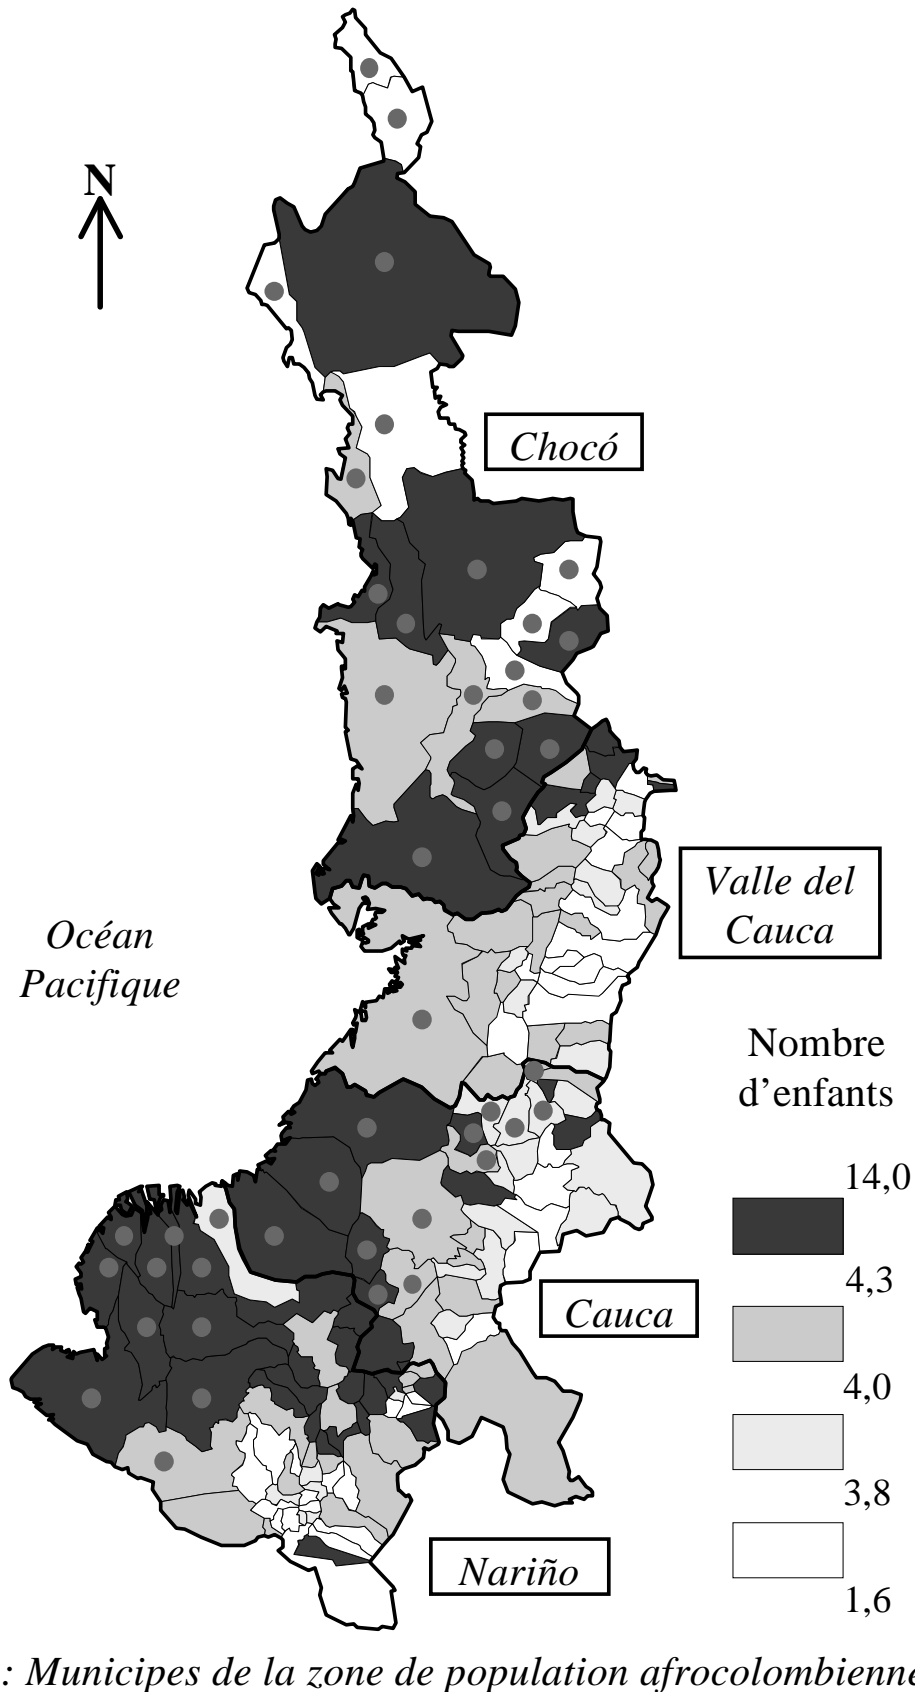 N
Chocó
Valle del
Cauca
Océan
Pacifique
Nombre
d’enfants
14,0
4,3
4,0
3,8
1,6
Cauca
Nariño
: Municipes de la zone de population afrocolombienne